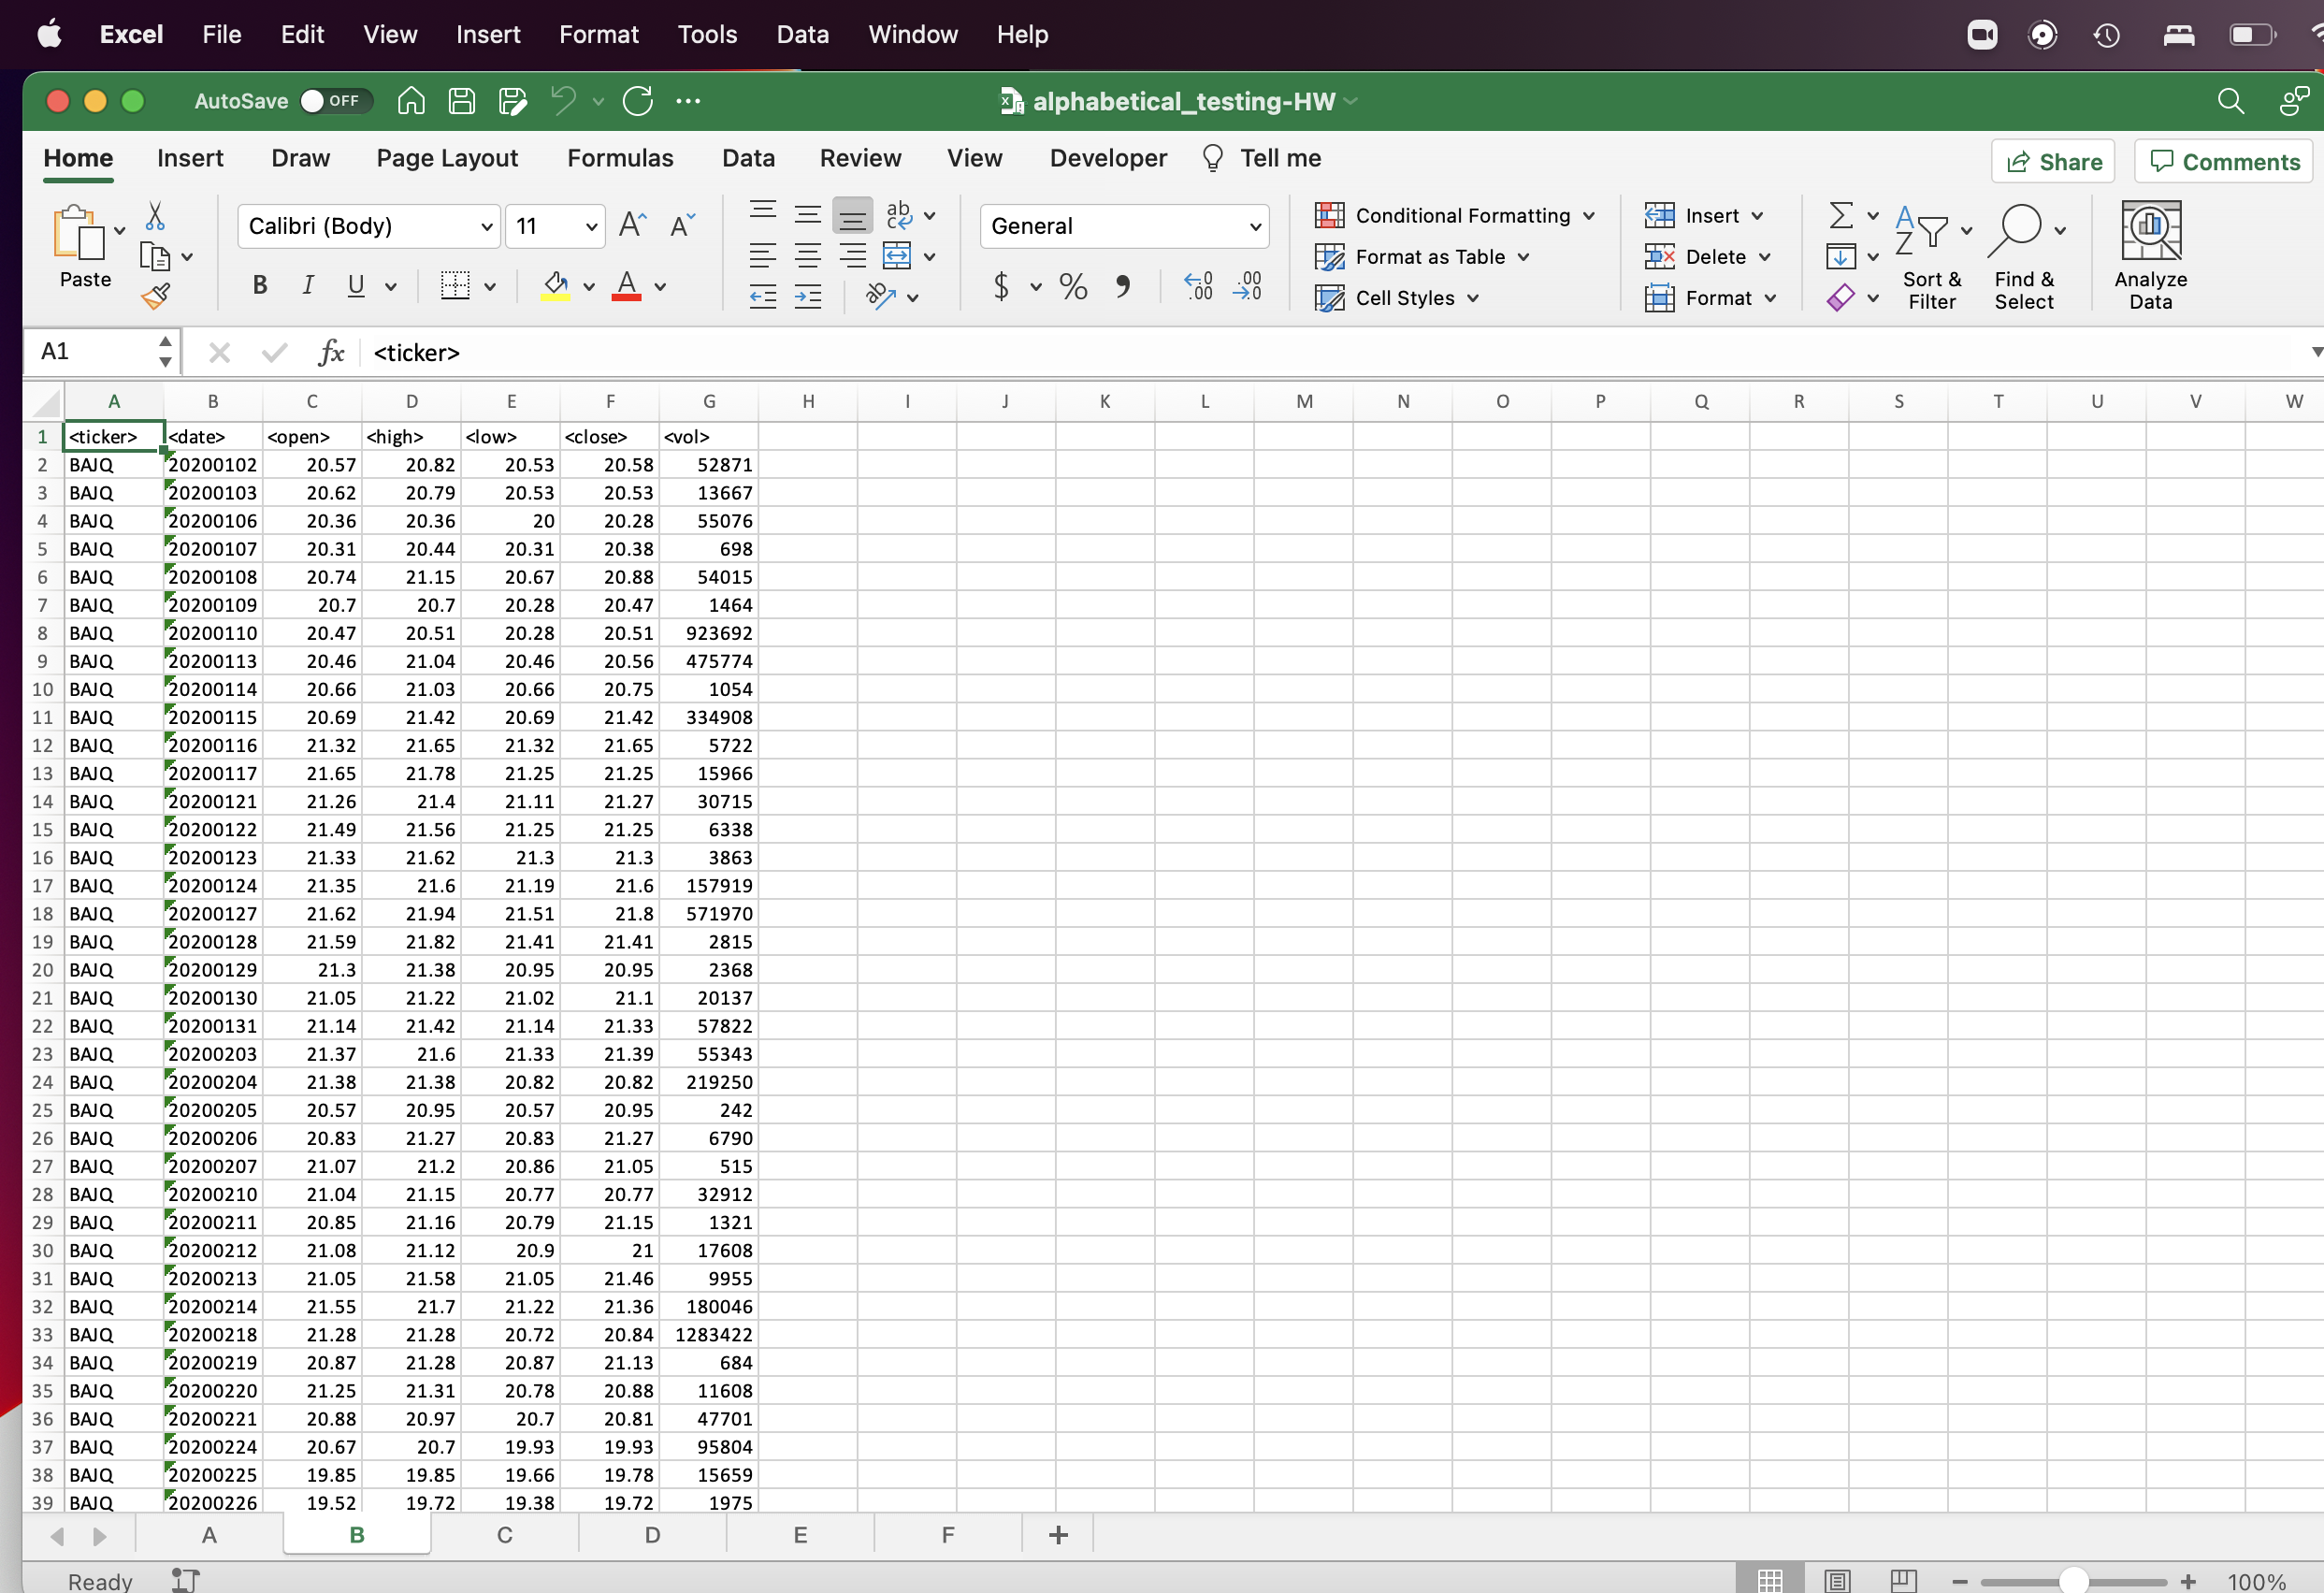 Excel File Edit View Insert Format Tools Data Window Help
AutoSave OFF alphabetical_testing-HW
Home Insert Draw Page Layout Formulas Data Review View Developer Tell me Share Comments
Paste Calibri (Body) 11 General Conditional Formatting Format as Table Cell Styles Insert Delete Format Sort & Filter Find & Select Analyze Data
A1 fx <ticker>
A B C D E F G H I J K L M N O P Q R S T U V W
1 <ticker> <date> <open> <high> <low> <close> <vol>
2 BAJQ 20200102 20.57 20.82 20.53 20.58 52871
3 BAJQ 20200103 20.62 20.79 20.53 20.53 13667
4 BAJQ 20200106 20.36 20.36 20 20.28 55076
5 BAJQ 20200107 20.31 20.44 20.31 20.38 698
6 BAJQ 20200108 20.74 21.15 20.67 20.88 54015
7 BAJQ 20200109 20.7 20.7 20.28 20.47 1464
8 BAJQ 20200110 20.47 20.51 20.28 20.51 923692
9 BAJQ 20200113 20.46 21.04 20.46 20.56 475774
10 BAJQ 20200114 20.66 21.03 20.66 20.75 1054
11 BAJQ 20200115 20.69 21.42 20.69 21.42 334908
12 BAJQ 20200116 21.32 21.65 21.32 21.65 5722
13 BAJQ 20200117 21.65 21.78 21.25 21.25 15966
14 BAJQ 20200121 21.26 21.4 21.11 21.27 30715
15 BAJQ 20200122 21.49 21.56 21.25 21.25 6338
16 BAJQ 20200123 21.33 21.62 21.3 21.3 3863
17 BAJQ 20200124 21.35 21.6 21.19 21.6 157919
18 BAJQ 20200127 21.62 21.94 21.51 21.8 571970
19 BAJQ 20200128 21.59 21.82 21.41 21.41 2815
20 BAJQ 20200129 21.3 21.38 20.95 20.95 2368
21 BAJQ 20200130 21.05 21.22 21.02 21.1 20137
22 BAJQ 20200131 21.14 21.42 21.14 21.33 57822
23 BAJQ 20200203 21.37 21.6 21.33 21.39 55343
24 BAJQ 20200204 21.38 21.38 20.82 20.82 219250
25 BAJQ 20200205 20.57 20.95 20.57 20.95 242
26 BAJQ 20200206 20.83 21.27 20.83 21.27 6790
27 BAJQ 20200207 21.07 21.2 20.86 21.05 515
28 BAJQ 20200210 21.04 21.15 20.77 20.77 32912
29 BAJQ 20200211 20.85 21.16 20.79 21.15 1321
30 BAJQ 20200212 21.08 21.12 20.9 21 17608
31 BAJQ 20200213 21.05 21.58 21.05 21.46 9955
32 BAJQ 20200214 21.55 21.7 21.22 21.36 180046
33 BAJQ 20200218 21.28 21.28 20.72 20.84 1283422
34 BAJQ 20200219 20.87 21.28 20.87 21.13 684
35 BAJQ 20200220 21.25 21.31 20.78 20.88 11608
36 BAJQ 20200221 20.88 20.97 20.7 20.81 47701
37 BAJQ 20200224 20.67 20.7 19.93 19.93 95804
38 BAJQ 20200225 19.85 19.85 19.66 19.78 15659
39 BAJQ 20200226 19.52 19.72 19.38 19.72 1975
A B C D E F +
Ready 100%